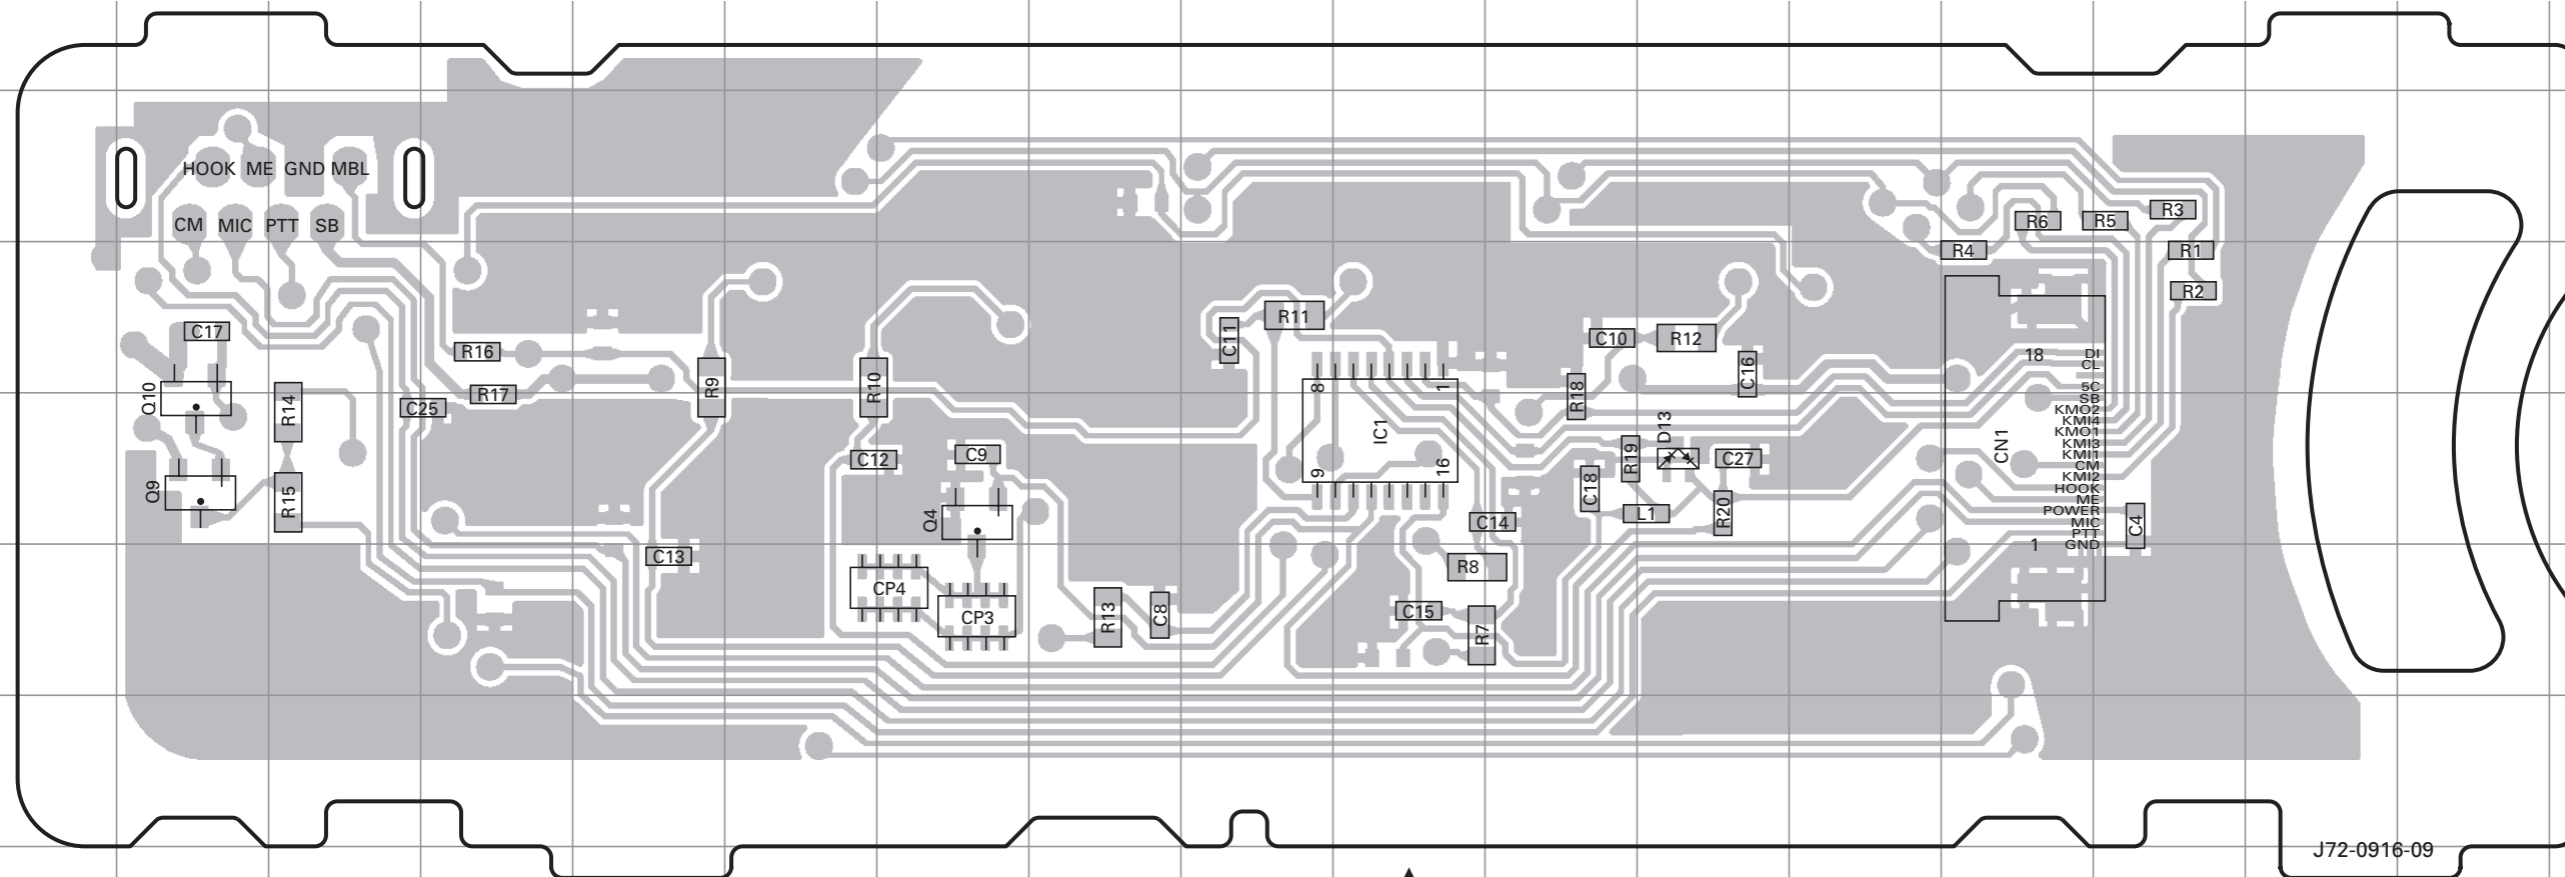 HOOK ME GND MBL
CM MIC PTT SB
R3
R6 R5
R4 R1
R2
C17
R11
C11
C10 R12
R16
18 DI
CL
C16
R9
R10
8 1
5C
SB
R17
R18
Q10
R14
C25
KMO2
KMI4
KMO1
KMI3
KMI1
CM
KMI2
HOOK
ME
POWER
MIC
PTT
1 GND
IC1
D13
CN1
C12
C9
9 16
R19
C27
Q9
R15
C18
L1
R20
Q4
C14
C4
C13
R8
CP4
CP3
R13
C8
C15
R7
J72-0916-09